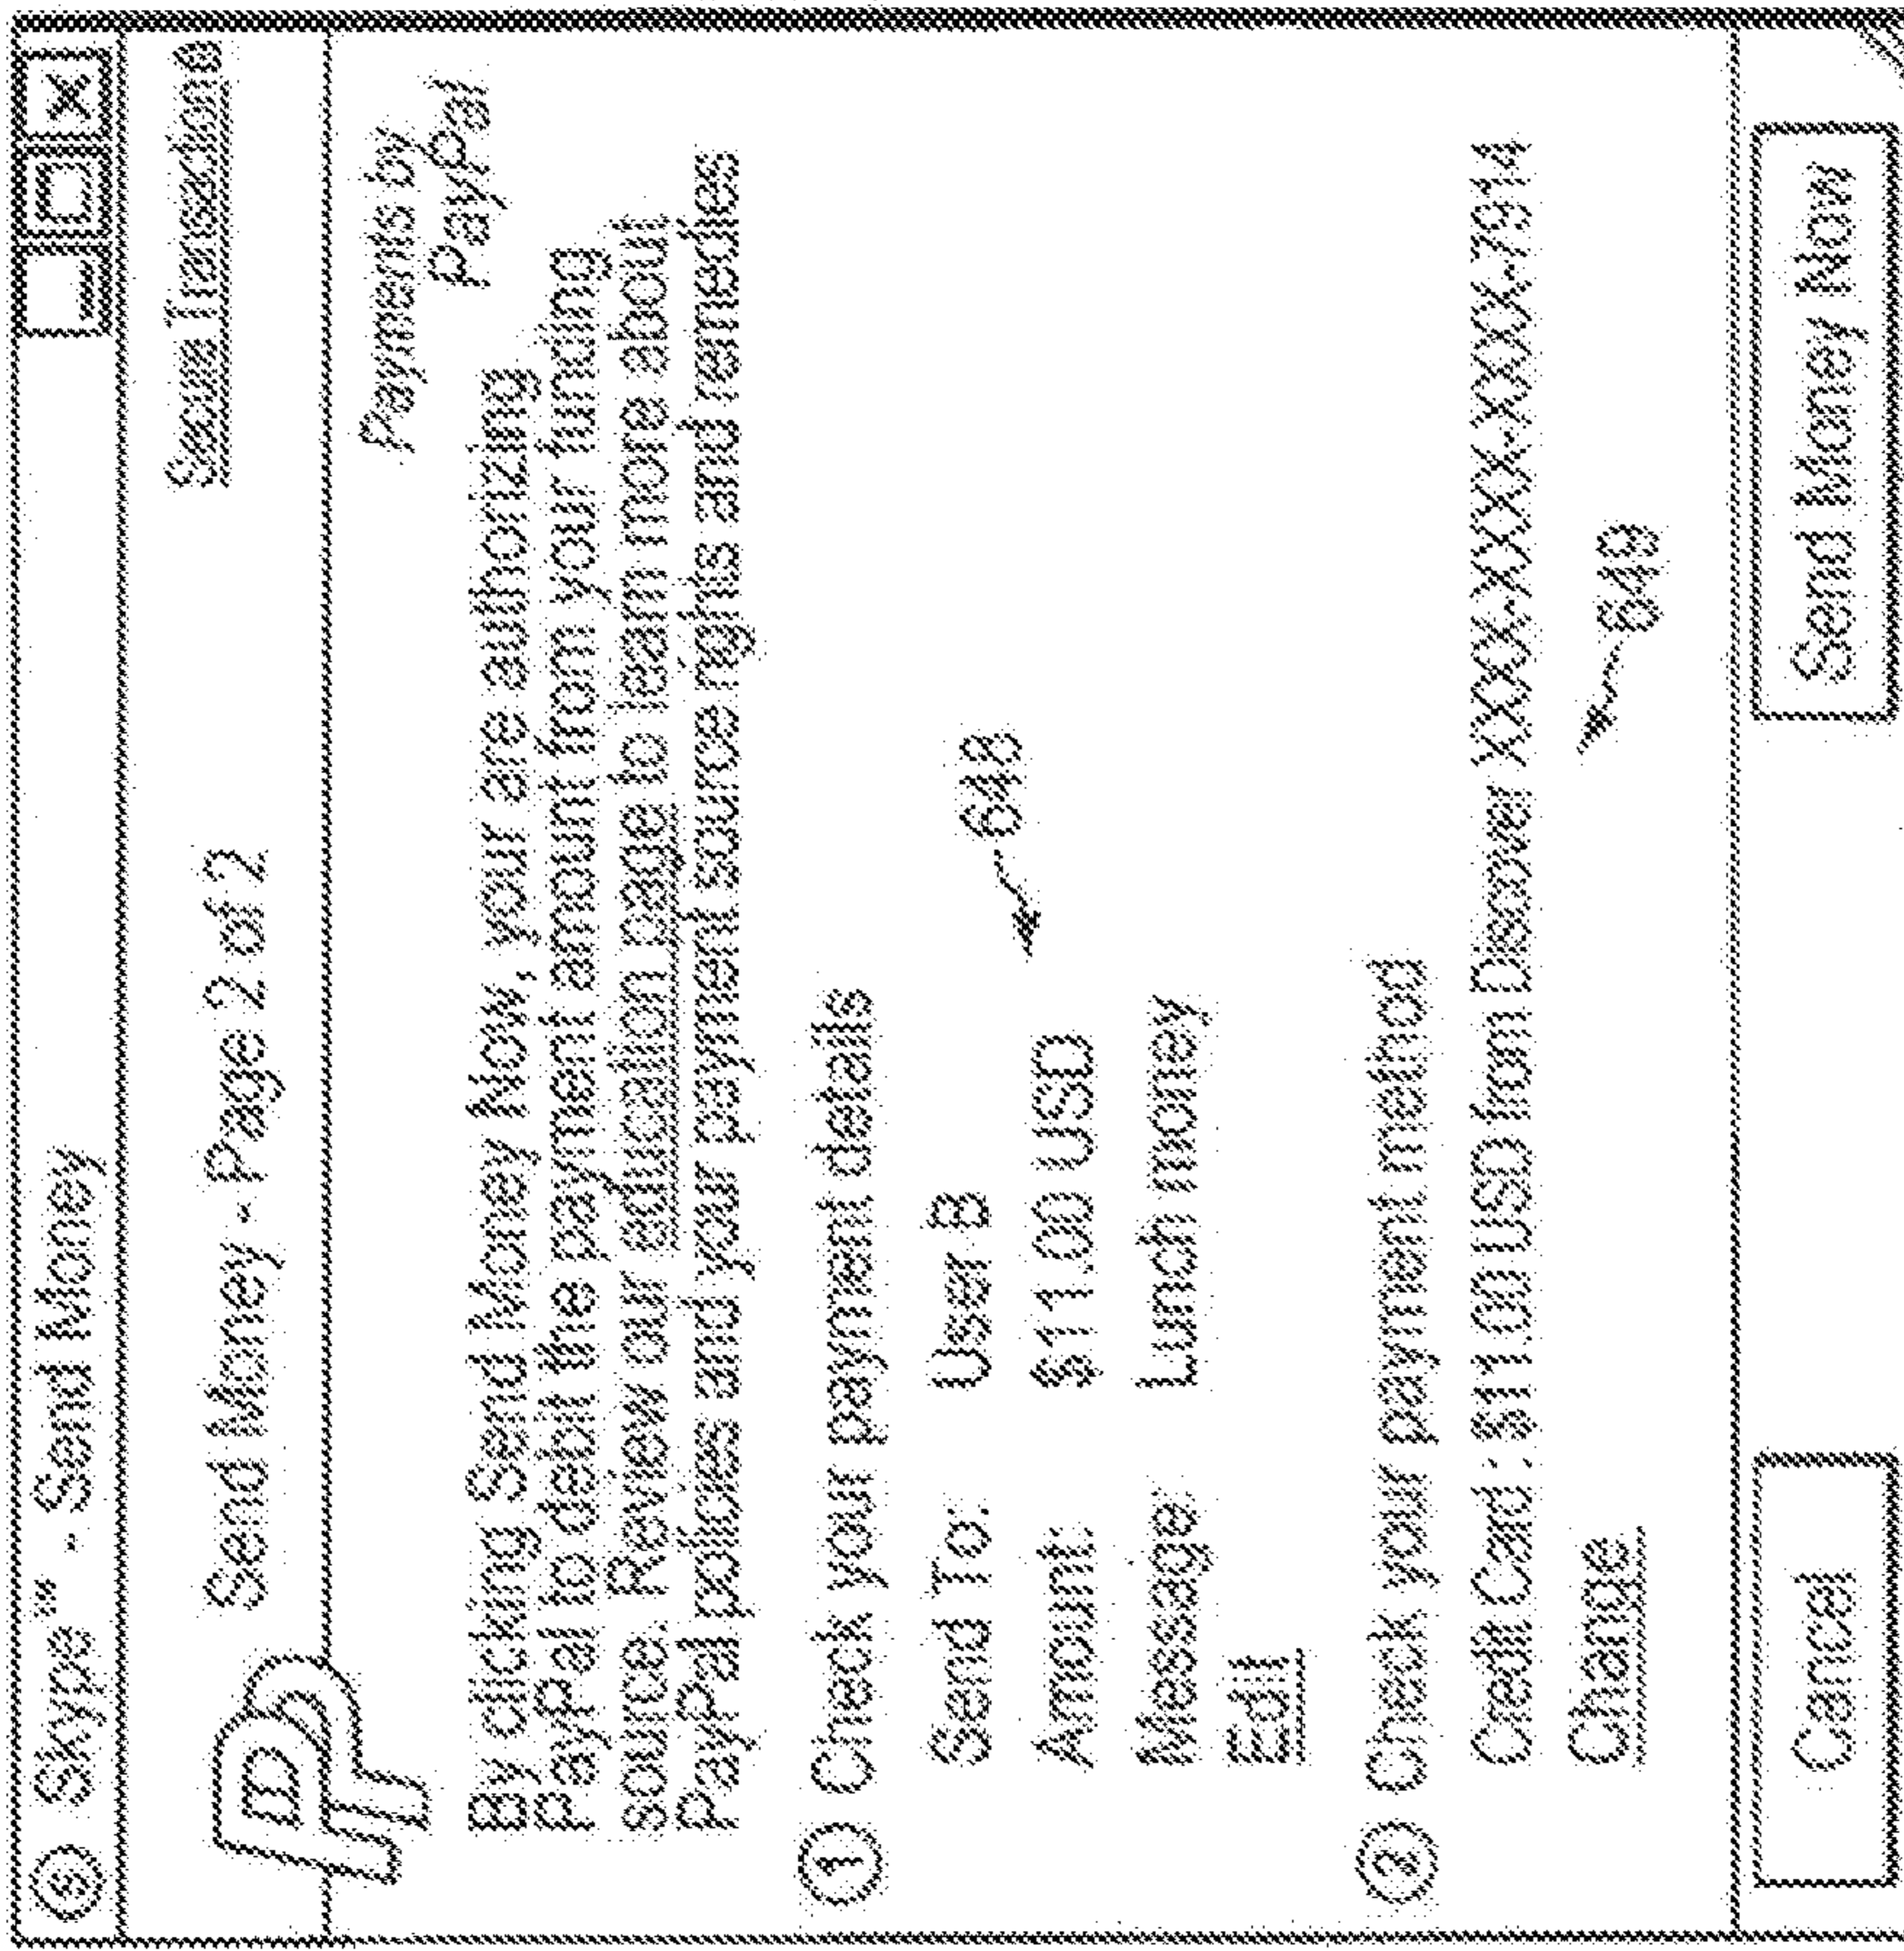 S Skype™ - Send Money
Send Money - Page 2 of 2
Secure Transactions
PP
Payments by
PayPal
By clicking Send Money Now, your are authorizing
PayPal to debit the payment amount from your funding
source. Review our education page to learn more about
PayPal polices and your payment source rights and remedies
1 Check your payment details
648
Send To: User B
Amount: $11.00 USD
Message: Lunch money
Edit
2 Check your payment method
Credit Card : $11.00 USD from Discover XXXX-XXXX-XXXX-7914
Change
649
Cancel
Send Money Now